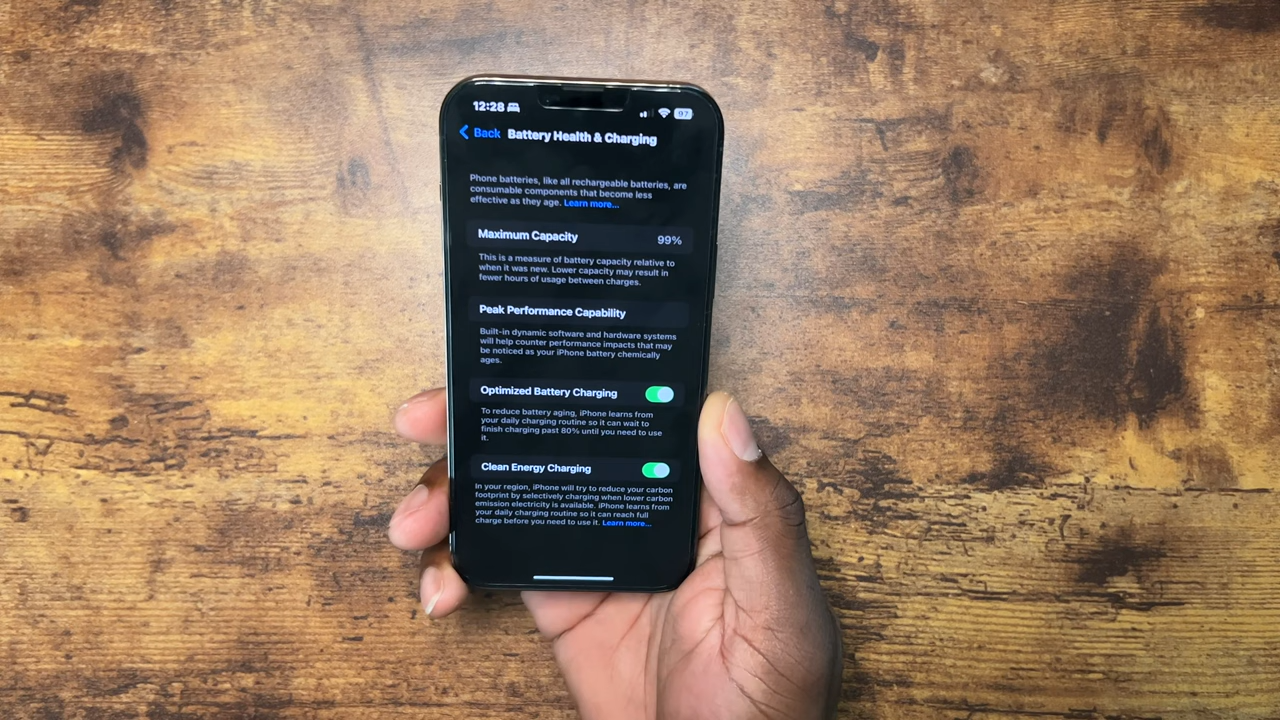 12:28
97
Back Battery Health & Charging
Phone batteries, like all rechargeable batteries, are
consumable components that become less
effective as they age. Learn more...
Maximum Capacity 99%
This is a measure of battery capacity relative to
when it was new. Lower capacity may result in
fewer hours of usage between charges.
Peak Performance Capability
Built-in dynamic software and hardware systems
will help counter performance impacts that may
be noticed as your iPhone battery chemically
ages.
Optimized Battery Charging
To reduce battery aging, iPhone learns from
your daily charging routine so it can wait to
finish charging past 80% until you need to use
it.
Clean Energy Charging
In your region, iPhone will try to reduce your carbon
footprint by selectively charging when lower carbon
emission electricity is available. iPhone learns from
your daily charging routine so it can reach full
charge before you need to use it. Learn more...